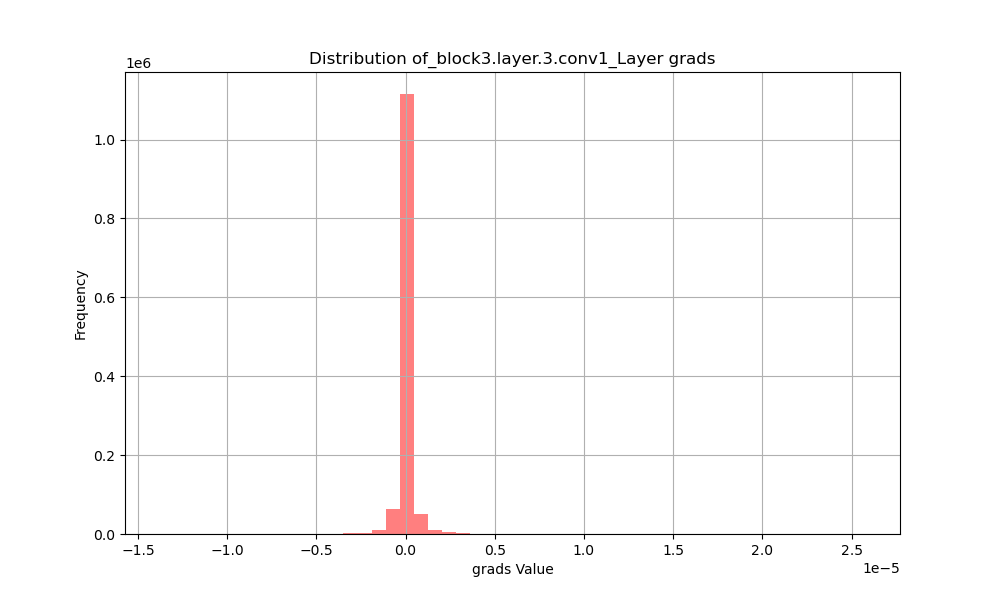 Distribution of_block3.layer.3.conv1_Layer grads
1e6
1.0
0.8
0.6
0.4
0.2
0.0
Frequency
−1.5 −1.0 −0.5 0.0 0.5 1.0 1.5 2.0 2.5
grads Value
1e−5